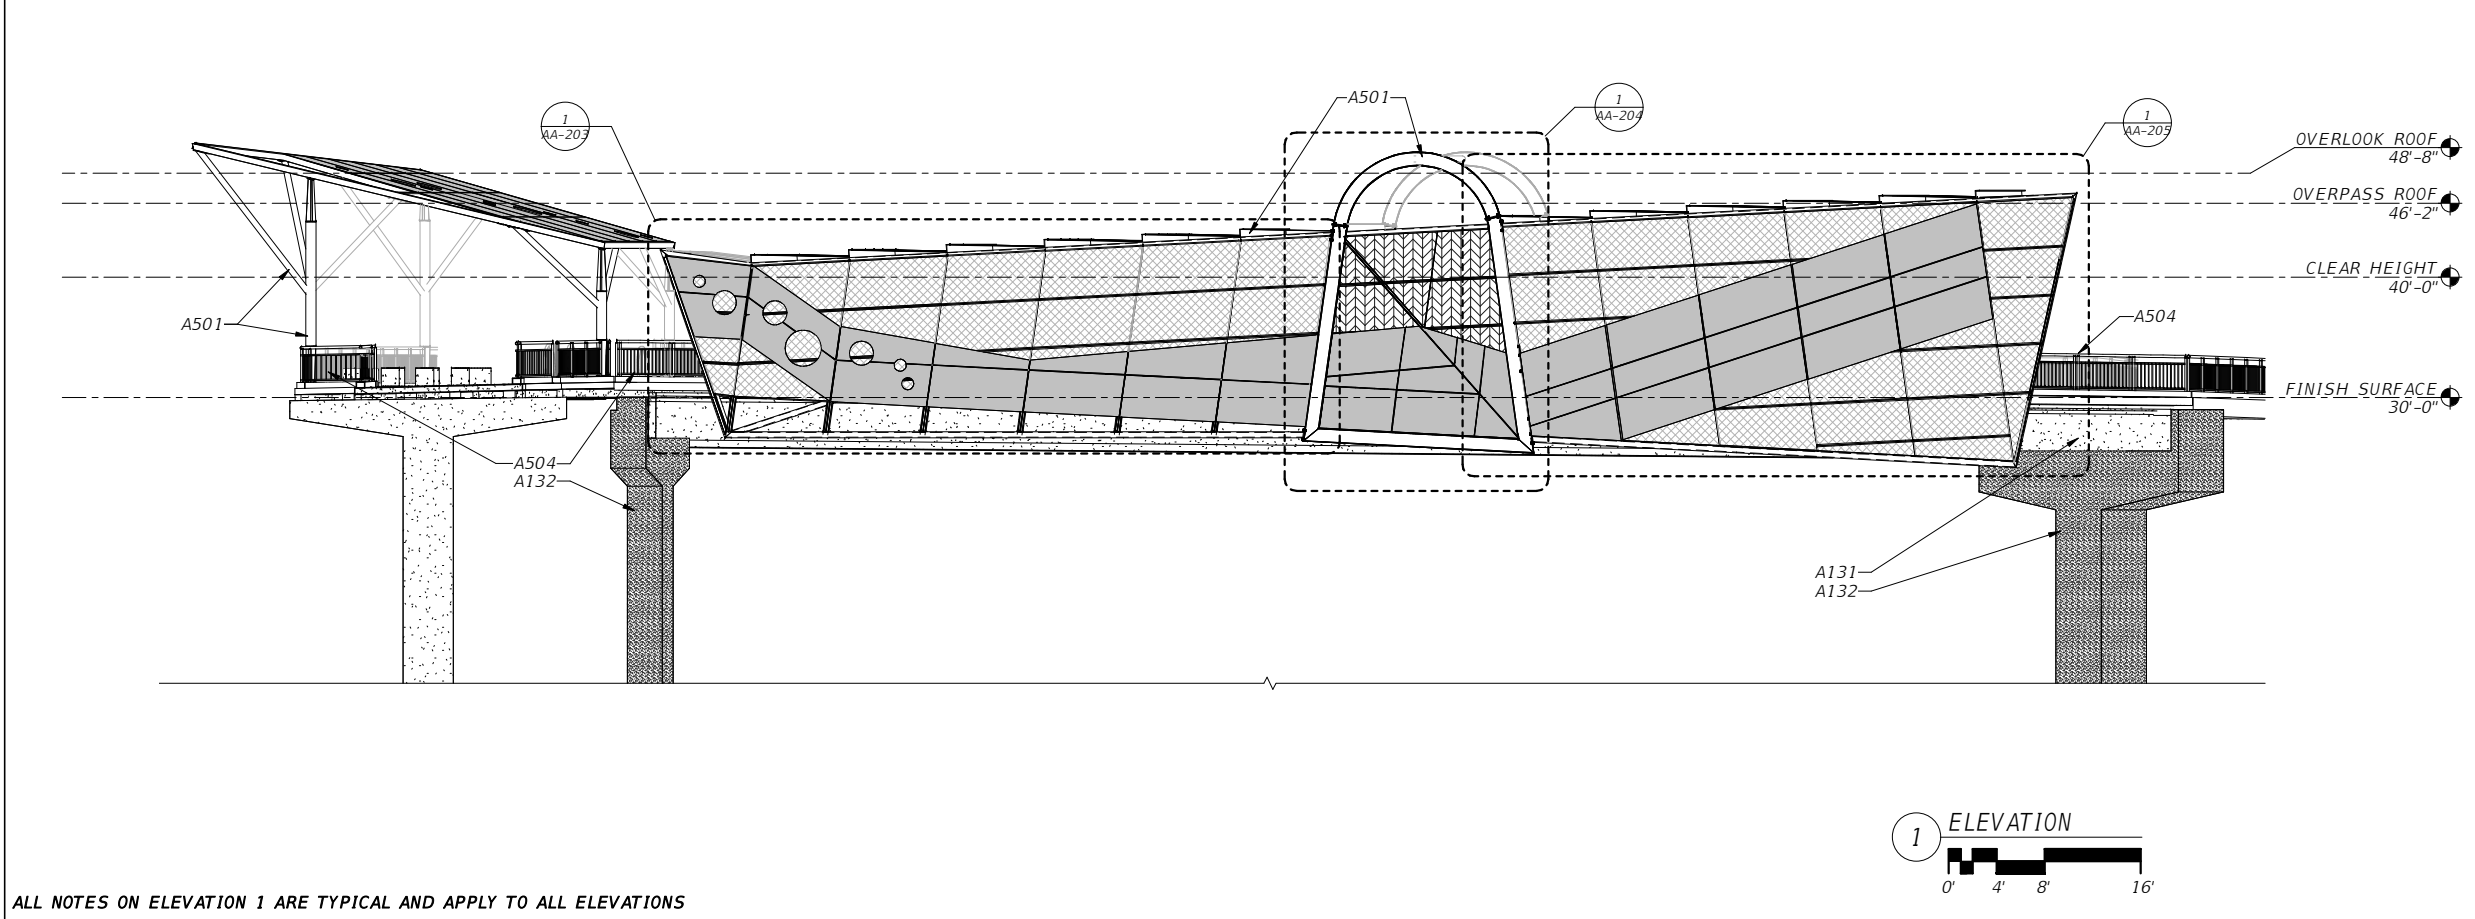 A501
1
AA-204
1
AA-203
1
AA-205
OVERLOOK ROOF
48'-8"
OVERPASS ROOF
46'-2"
CLEAR HEIGHT
40'-0"
A501
A504
FINISH SURFACE
30'-0"
A504
A132
A131
A132
1
ELEVATION
0'
4'
8'
16'
ALL NOTES ON ELEVATION 1 ARE TYPICAL AND APPLY TO ALL ELEVATIONS